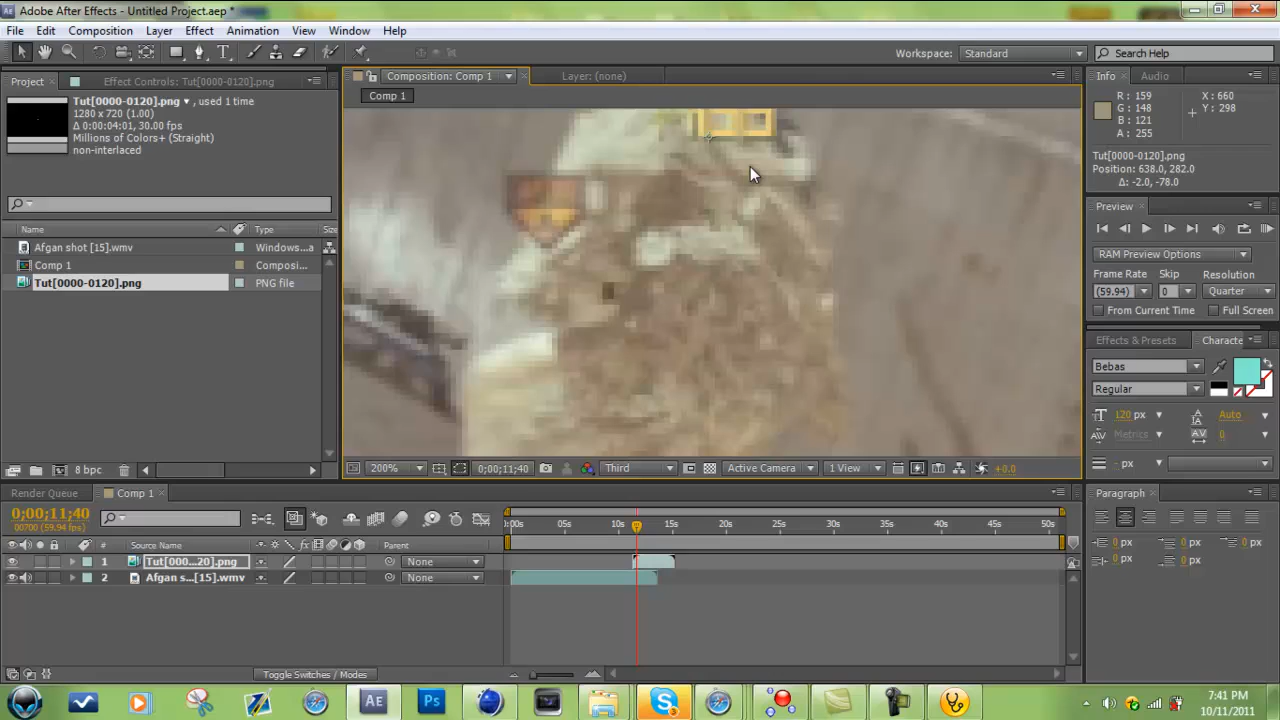 Adobe After Effects - Untitled Project.aep *
File Edit Composition Layer Effect Animation View Window Help
Workspace: Standard Search Help
Project Effect Controls: Tut[0000-0120].png
Tut[0000-0120].png ▼, used 1 time
1280 x 720 (1.00)
Δ 0:00:04:01, 30.00 fps
Millions of Colors+ (Straight)
non-interlaced
Name Type
Afgan shot [15].wmv Windows...a
Comp 1 Composi...
Tut[0000-0120].png PNG file
8 bpc
Composition: Comp 1 Layer: (none)
Comp 1
200% 0;00;11;40 Third Active Camera 1 View +0.0
Info Audio
R : 159 X : 660
G : 148 Y : 298
B : 121
A : 255
Tut[0000-0120].png
Position: 638.0, 282.0
Δ: -2.0, -78.0
Preview
RAM Preview Options
Frame Rate Skip Resolution
(59.94) 0 Quarter
From Current Time Full Screen
Effects & Presets Characte
Bebas
Regular
120 px Auto
Metrics 0
- px
Paragraph
0 px 0 px 0 px
0 px 0 px
Render Queue Comp 1
0;00;11;40
00700 (59.94 fps)
# Source Name Parent
1 Tut[000...20].png None
2 Afgan s...[15].wmv None
:00s 05s 10s 15s 20s 25s 30s 35s 40s 45s 50s
Toggle Switches / Modes
7:41 PM
10/11/2011